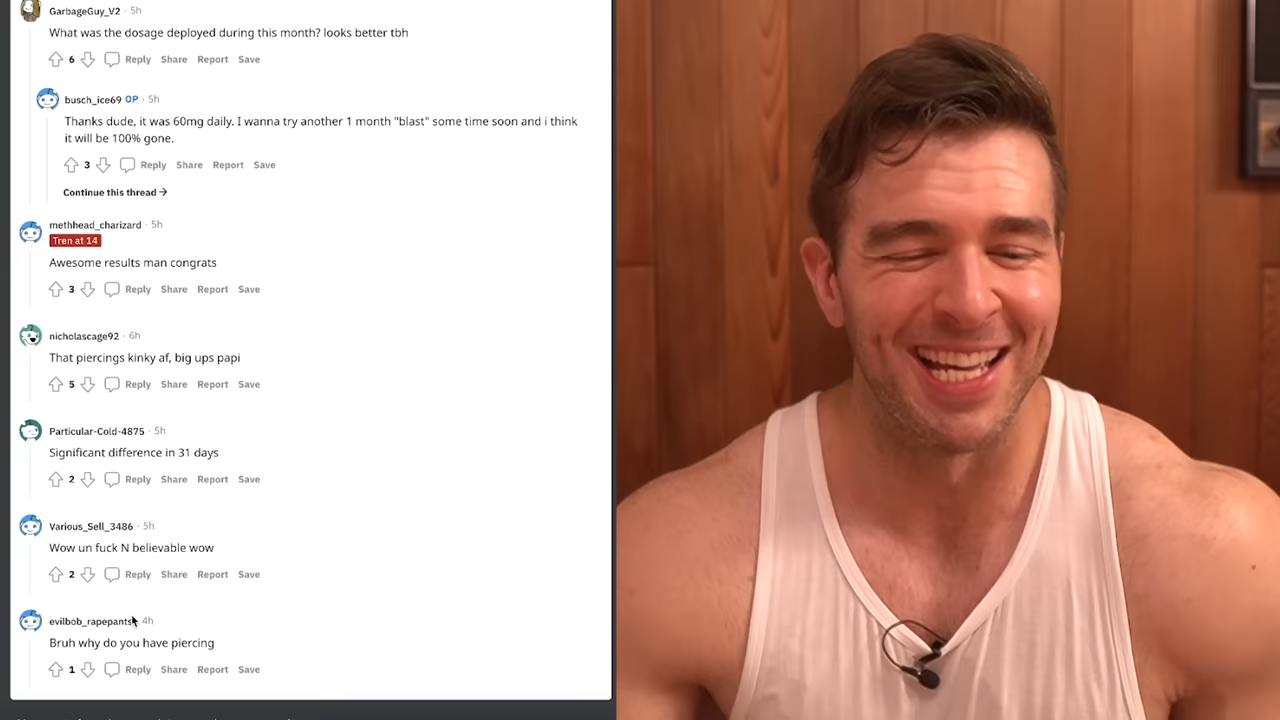 GarbageGuy_V2 · 5h
What was the dosage deployed during this month? looks better tbh
6 Reply Share Report Save
busch_ice69 OP · 5h
Thanks dude, it was 60mg daily. I wanna try another 1 month "blast" some time soon and i think
it will be 100% gone.
3 Reply Share Report Save
Continue this thread →
methhead_charizard · 5h
Tren at 14
Awesome results man congrats
3 Reply Share Report Save
nicholascage92 · 6h
That piercings kinky af, big ups papi
5 Reply Share Report Save
Particular-Cold-4875 · 5h
Significant difference in 31 days
2 Reply Share Report Save
Various_Sell_3486 · 5h
Wow un fuck N believable wow
2 Reply Share Report Save
evilbob_rapepants 4h
Bruh why do you have piercing
1 Reply Share Report Save